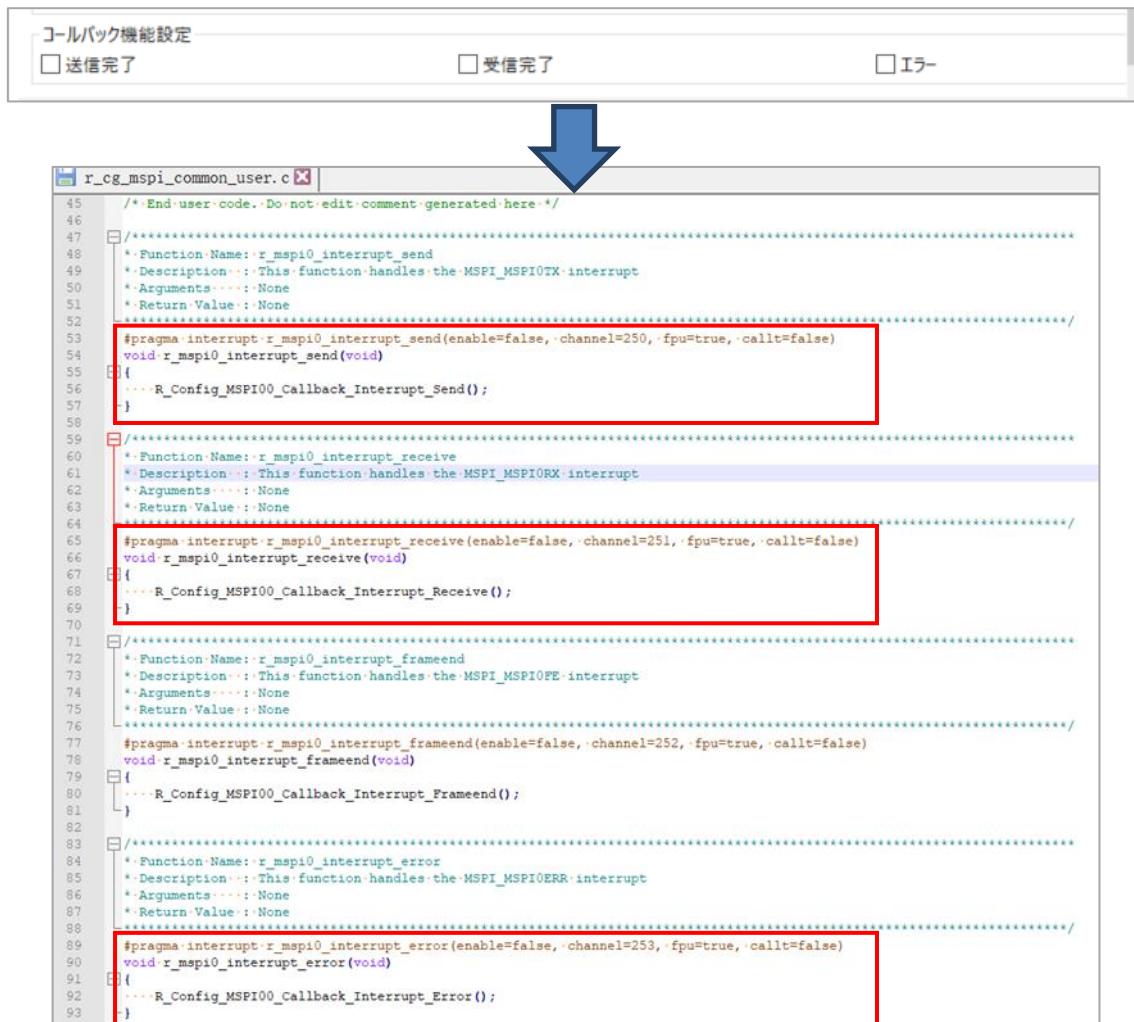 コールバック機能設定
送信完了 受信完了 エラー
r_cg_mspi_common_user.c
45 /* End user code. Do not edit comment generated here */
46
47 /***********************************************************************************************************************
48 * Function Name: r_mspi0_interrupt_send
49 * Description : This function handles the MSPI_MSPI0TX interrupt
50 * Arguments : None
51 * Return Value : None
52 ***********************************************************************************************************************/
53 #pragma interrupt r_mspi0_interrupt_send(enable=false, channel=250, fpu=true, callt=false)
54 void r_mspi0_interrupt_send(void)
55 {
56 R_Config_MSPI00_Callback_Interrupt_Send();
57 }
58
59 /***********************************************************************************************************************
60 * Function Name: r_mspi0_interrupt_receive
61 * Description : This function handles the MSPI_MSPI0RX interrupt
62 * Arguments : None
63 * Return Value : None
64 ***********************************************************************************************************************/
65 #pragma interrupt r_mspi0_interrupt_receive(enable=false, channel=251, fpu=true, callt=false)
66 void r_mspi0_interrupt_receive(void)
67 {
68 R_Config_MSPI00_Callback_Interrupt_Receive();
69 }
70
71 /***********************************************************************************************************************
72 * Function Name: r_mspi0_interrupt_frameend
73 * Description : This function handles the MSPI_MSPI0FE interrupt
74 * Arguments : None
75 * Return Value : None
76 ***********************************************************************************************************************/
77 #pragma interrupt r_mspi0_interrupt_frameend(enable=false, channel=252, fpu=true, callt=false)
78 void r_mspi0_interrupt_frameend(void)
79 {
80 R_Config_MSPI00_Callback_Interrupt_Frameend();
81 }
82
83 /***********************************************************************************************************************
84 * Function Name: r_mspi0_interrupt_error
85 * Description : This function handles the MSPI_MSPI0ERR interrupt
86 * Arguments : None
87 * Return Value : None
88 ***********************************************************************************************************************/
89 #pragma interrupt r_mspi0_interrupt_error(enable=false, channel=253, fpu=true, callt=false)
90 void r_mspi0_interrupt_error(void)
91 {
92 R_Config_MSPI00_Callback_Interrupt_Error();
93 }